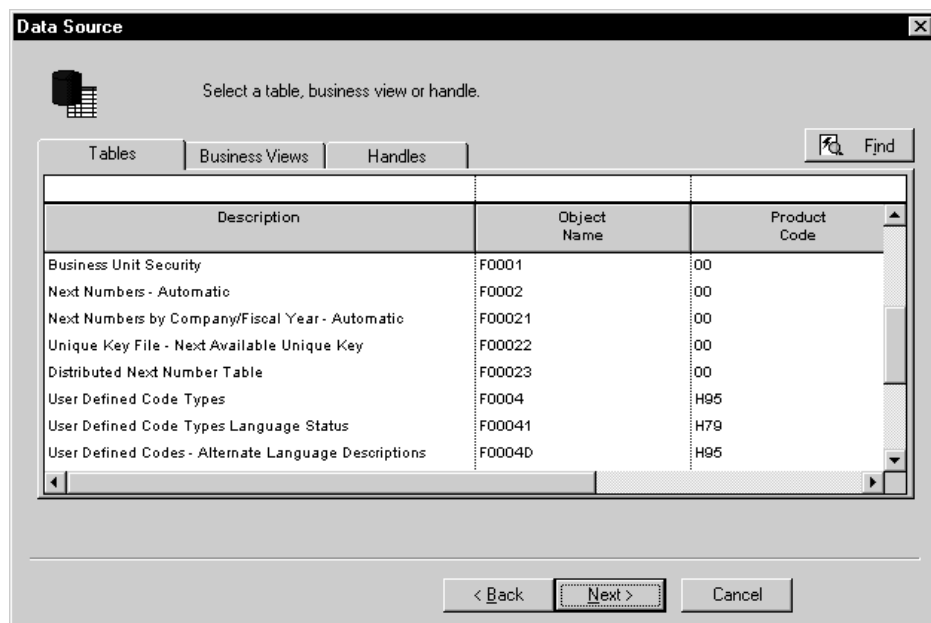 Data Source
Select a table, business view or handle.
Tables Business Views Handles Find
Description Object Name Product Code
Business Unit Security F0001 00
Next Numbers - Automatic F0002 00
Next Numbers by Company/Fiscal Year - Automatic F00021 00
Unique Key File - Next Available Unique Key F00022 00
Distributed Next Number Table F00023 00
User Defined Code Types F0004 H95
User Defined Code Types Language Status F00041 H79
User Defined Codes - Alternate Language Descriptions F0004D H95
< Back Next > Cancel